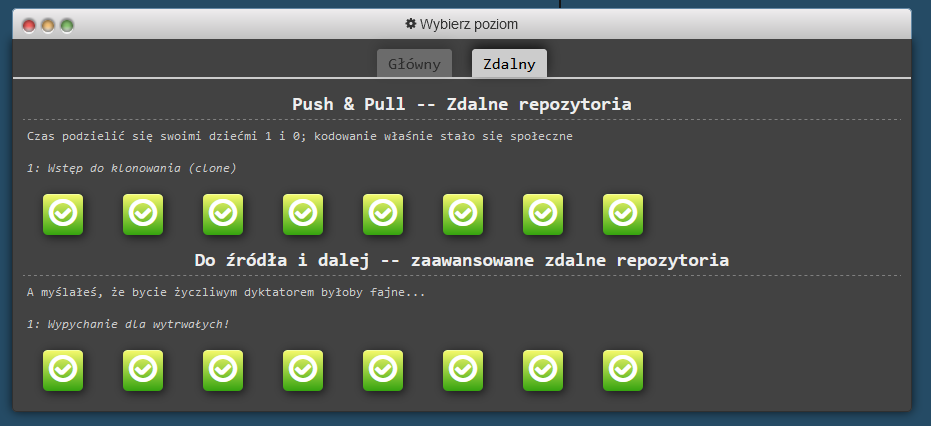 Wybierz poziom
Główny Zdalny
Push & Pull -- Zdalne repozytoria
Czas podzielić się swoimi dziećmi 1 i 0; kodowanie właśnie stało się społeczne
1: Wstęp do klonowania (clone)
Do źródła i dalej -- zaawansowane zdalne repozytoria
A myślałeś, że bycie życzliwym dyktatorem byłoby fajne...
1: Wypychanie dla wytrwałych!